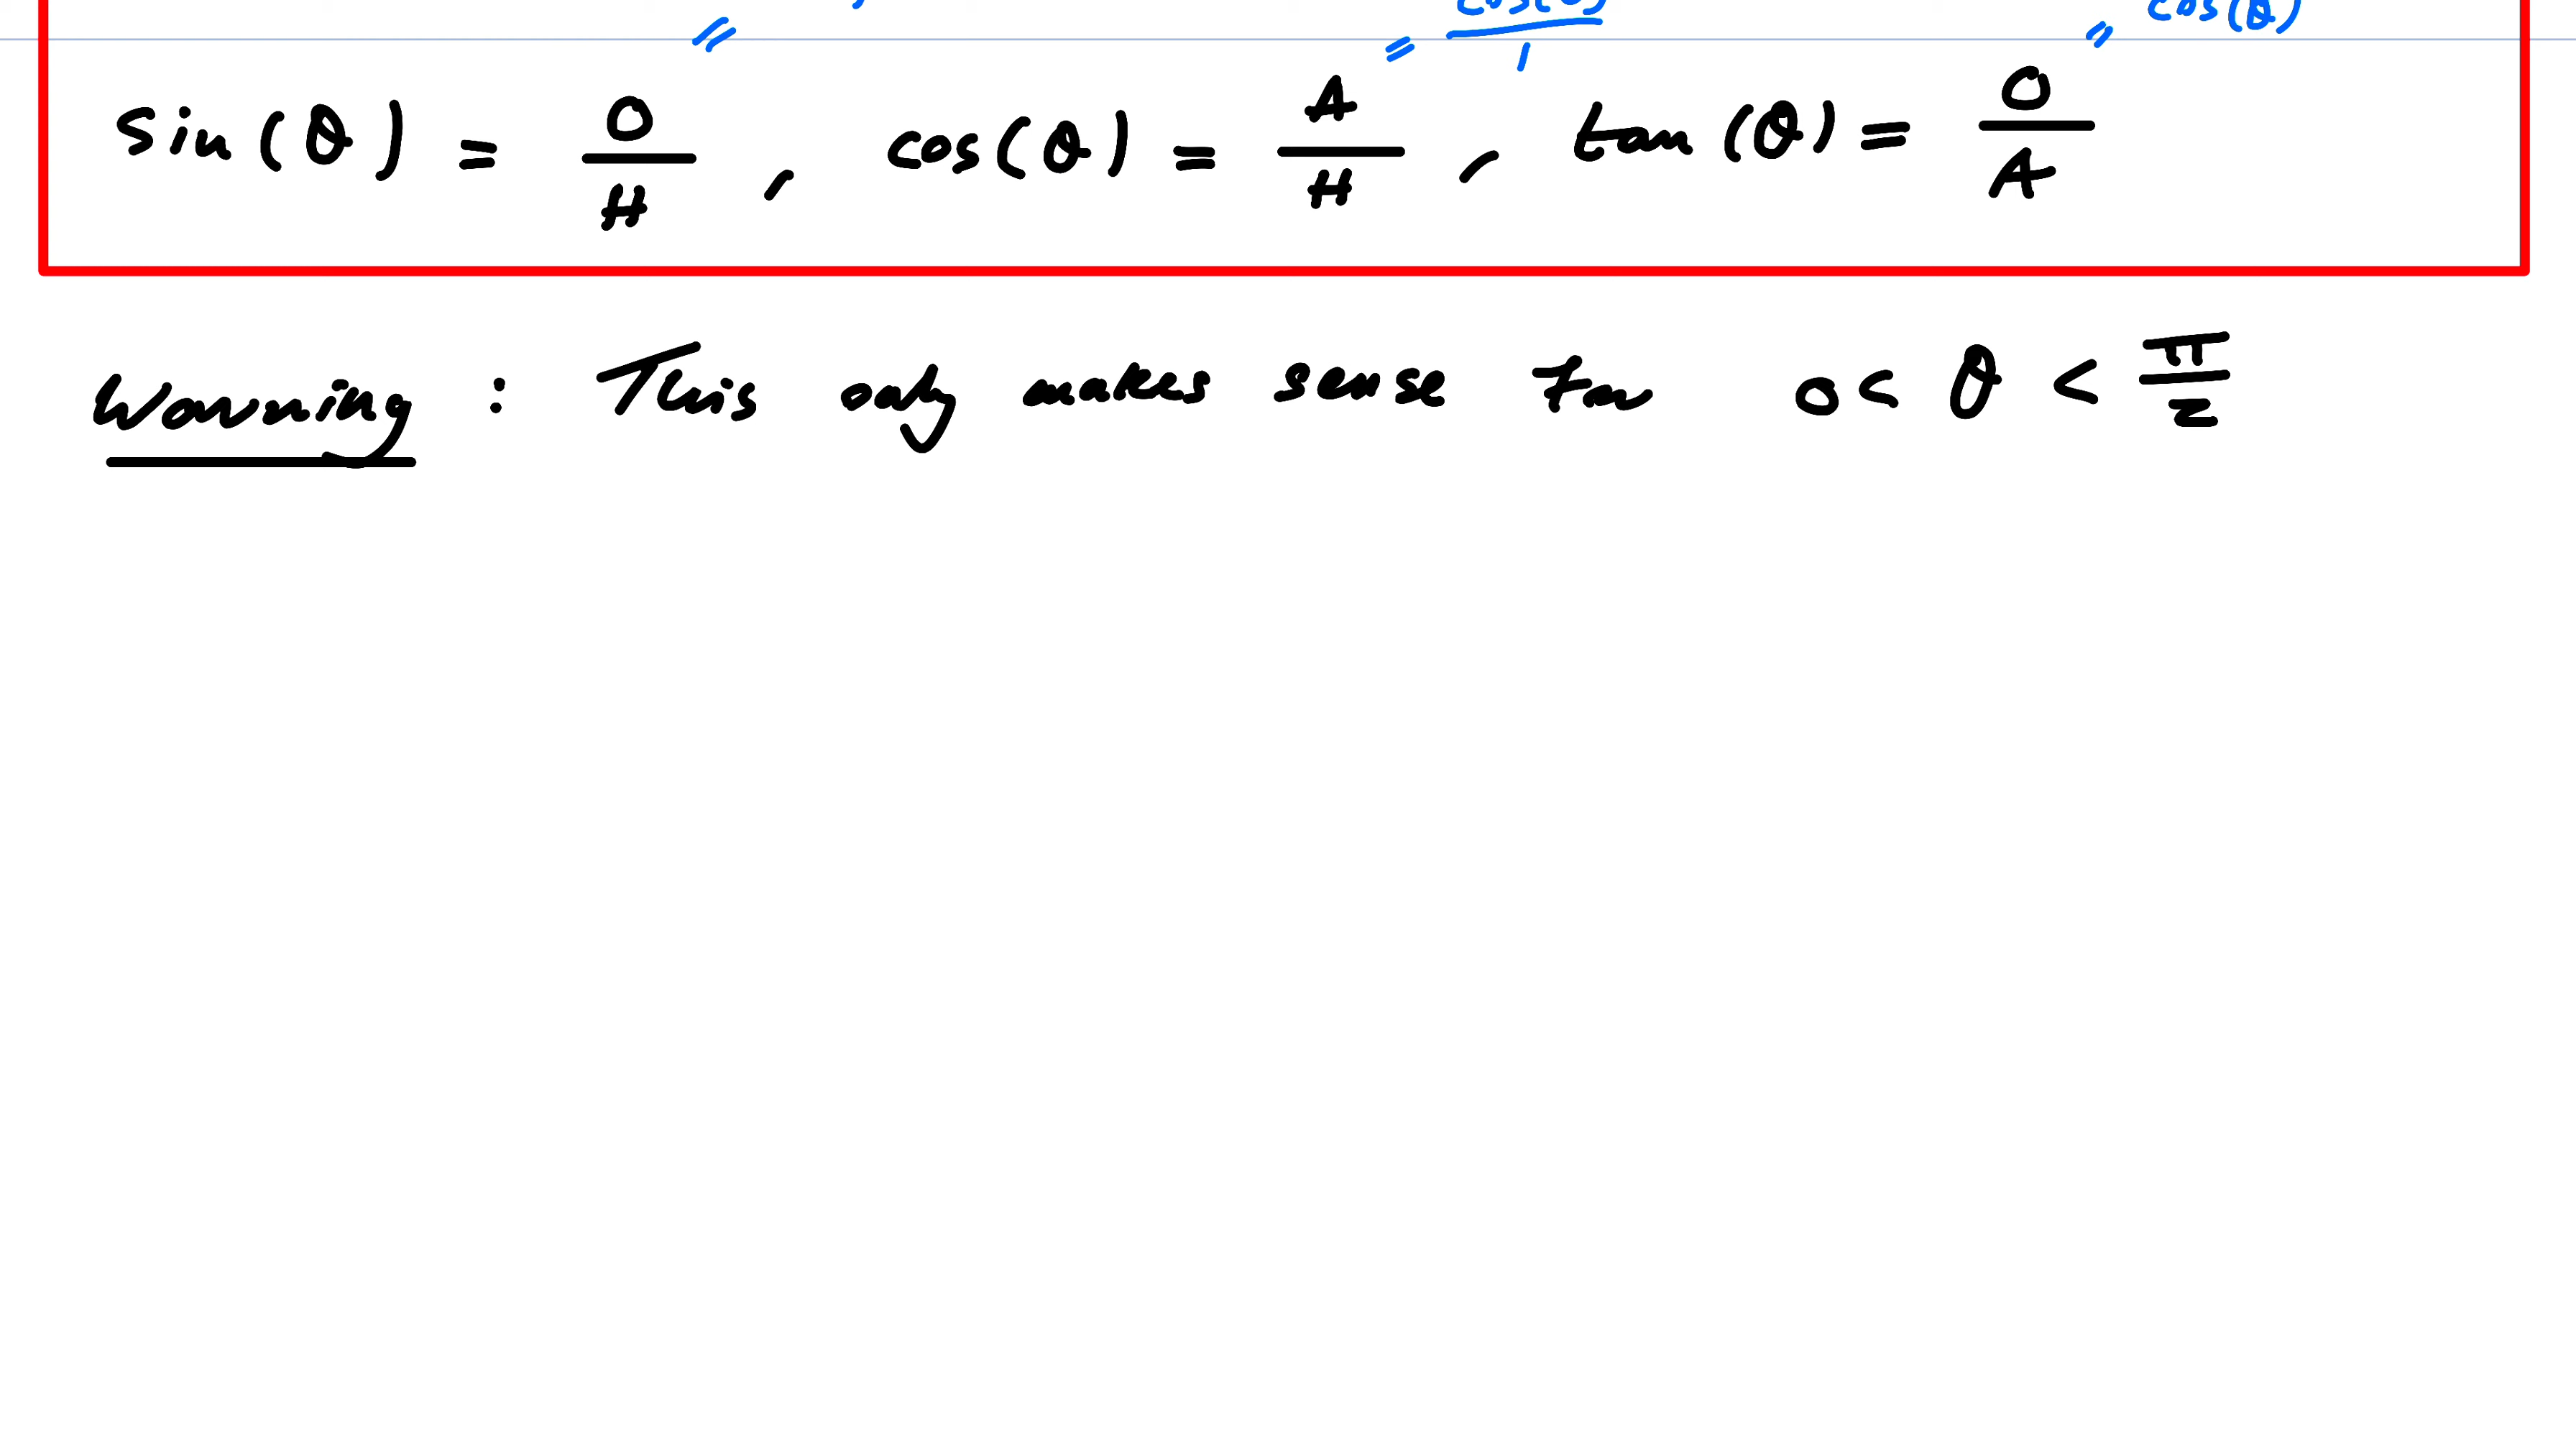 = = cos(θ)/1 = cos(θ)
sin(θ) = O/H , cos(θ) = A/H , tan(θ) = O/A
Warning : This only makes sense for 0 < θ < π/2